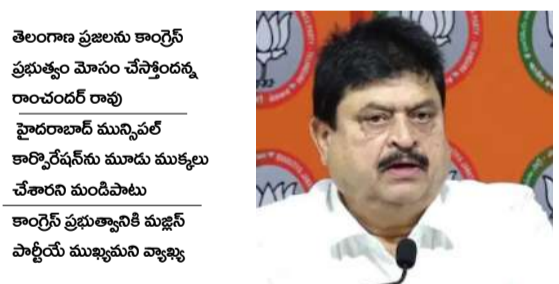 తెలంగాణ ప్రజలను కాంగ్రెస్
ప్రభుత్వం మోసం చేస్తోందన్న
రాంచందర్ రావు
హైదరాబాద్ మున్సిపల్
కార్పొరేషన్‌ను మూడు ముక్కలు
చేశారని మండిపాటు
కాంగ్రెస్ ప్రభుత్వానికి మజ్లిస్
పార్టీయే ముఖ్యమని వ్యాఖ్య